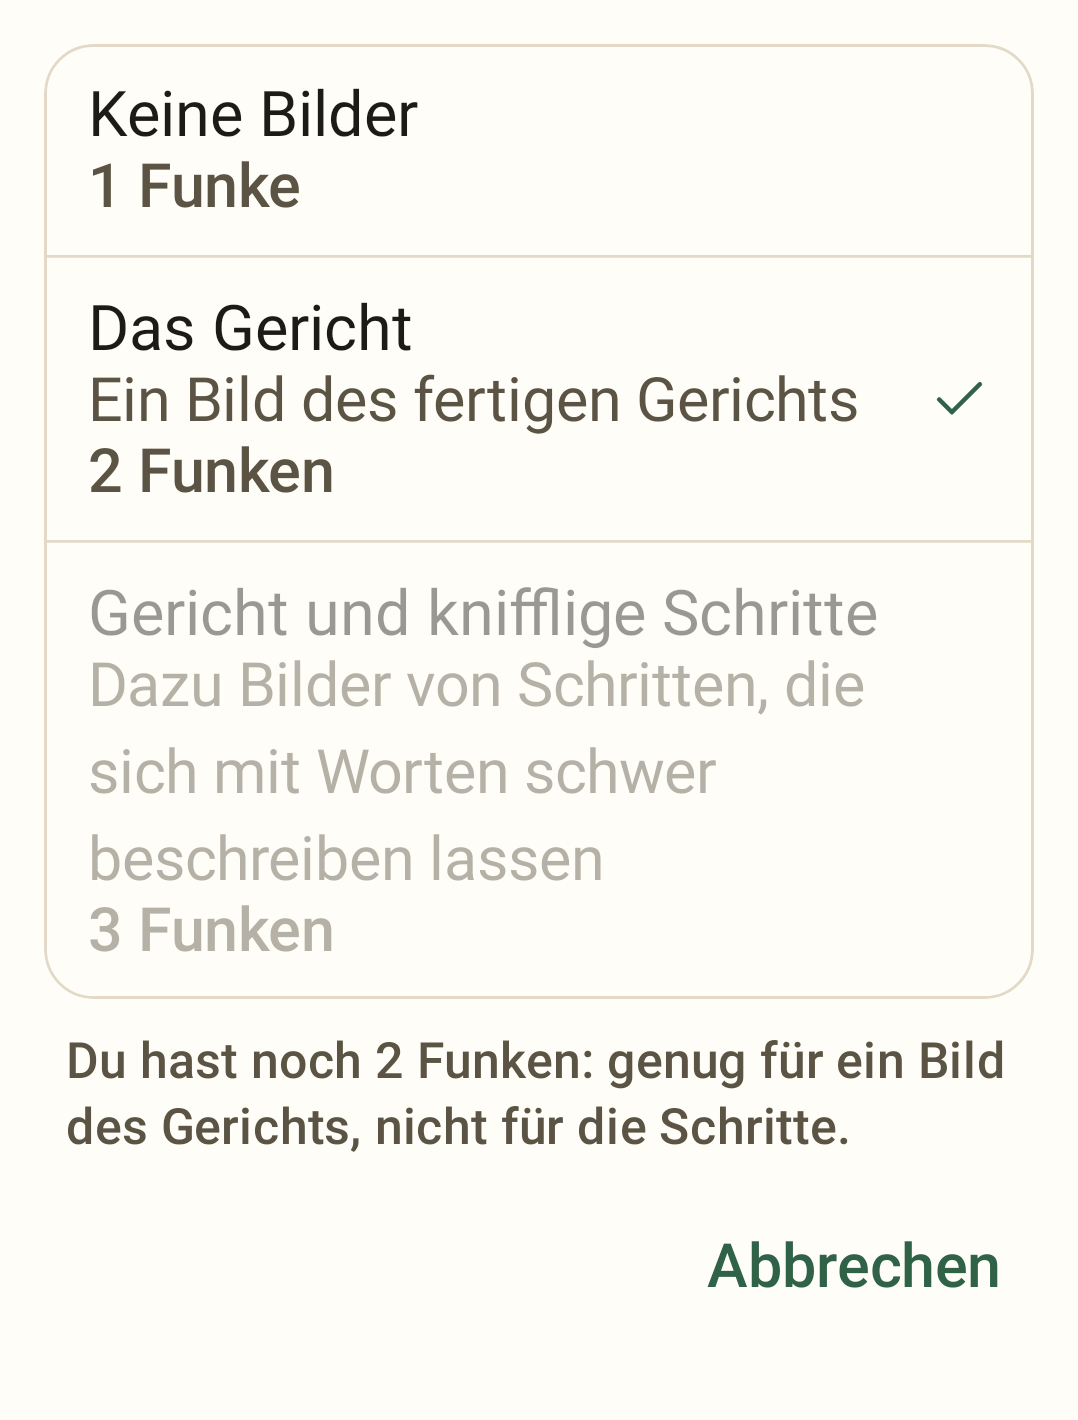 Keine Bilder
1 Funke
Das Gericht
Ein Bild des fertigen Gerichts
2 Funken
Gericht und knifflige Schritte
Dazu Bilder von Schritten, die
sich mit Worten schwer
beschreiben lassen
3 Funken
Du hast noch 2 Funken: genug für ein Bild
des Gerichts, nicht für die Schritte.
Abbrechen